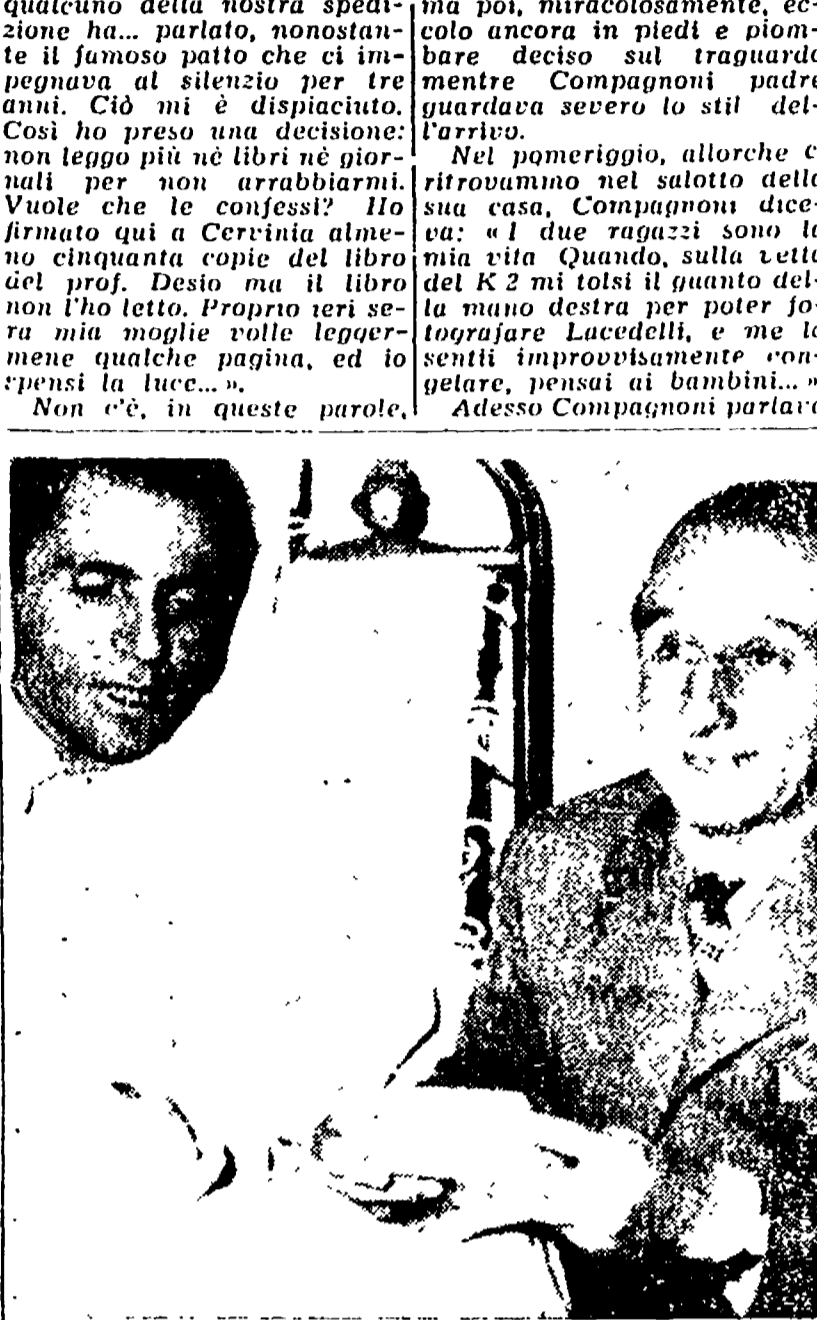 qualcuno della nostra spedi-
zione ha... parlato, nonostan-
te il famoso patto che ci im-
pegnava al silenzio per tre
anni. Ciò mi è dispiaciuto.
Così ho preso una decisione:
non leggo più nè libri nè gior-
nali per non arrabbiarmi.
Vuole che le confessi? Ho
firmato qui a Cervinia alme-
no cinquanta copie del libro
del prof. Desio ma il libro
non l'ho letto. Proprio ieri se-
ra mia moglie volle legger-
mene qualche pagina, ed io
spensi la luce... ».
Non c'è, in queste parole,
ma poi, miracolosamente, ec-
colo ancora in piedi e piom-
bare deciso sul traguardo
mentre Compagnoni padre
guardava severo lo stil del-
l'arrivo.
Nel pomeriggio, allorche c
ritrovammo nel salotto della
sua casa, Compagnoni dice-
va: « I due ragazzi sono la
mia vita Quando, sulla vetta
del K 2 mi tolsi il guanto del-
la mano destra per poter fo-
tografare Lacedelli, e me la
sentii improvvisamente con-
gelare, pensai ai bambini... »
Adesso Compagnoni parlava